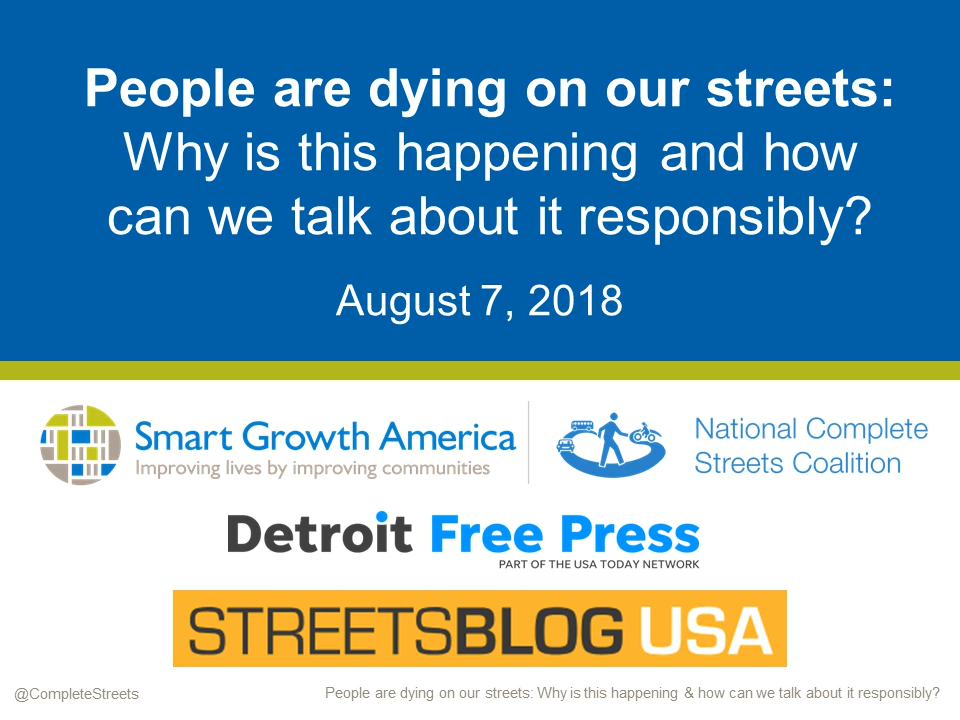 People are dying on our streets:
Why is this happening and how
can we talk about it responsibly?
August 7, 2018
Smart Growth America
Improving lives by improving communities
National Complete
Streets Coalition
Detroit Free Press
PART OF THE USA TODAY NETWORK
STREETSBLOG USA
@CompleteStreets
People are dying on our streets: Why is this happening & how can we talk about it responsibly?